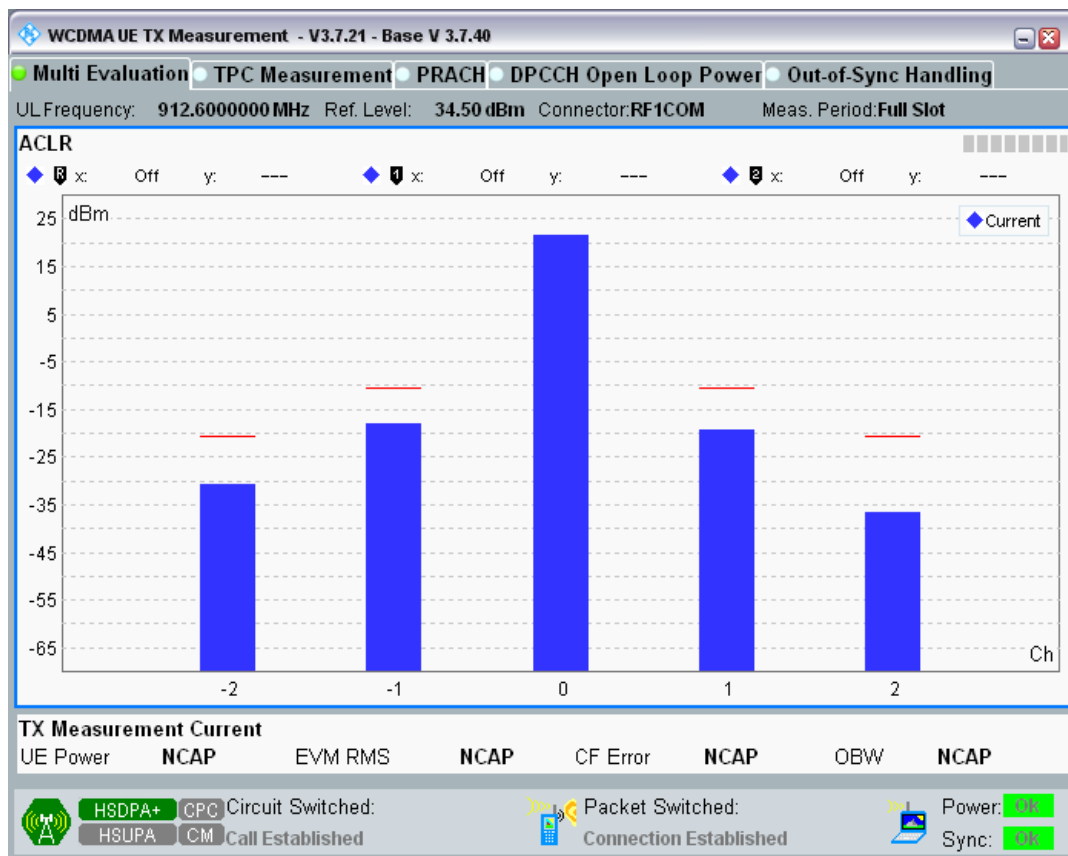 WCDMA UE TX Measurement - V3.7.21 - Base V 3.7.40
Multi Evaluation TPC Measurement PRACH DPCCH Open Loop Power Out-of-Sync Handling
UL Frequency: 912.6000000 MHz Ref. Level: 34.50 dBm Connector:RF1COM Meas. Period:Full Slot
ACLR
R x: Off y: --- 1 x: Off y: --- 2 x: Off y: ---
dBm
Current
25
15
5
-5
-15
-25
-35
-45
-55
-65
Ch
-2 -1 0 1 2
TX Measurement Current
UE Power NCAP EVM RMS NCAP CF Error NCAP OBW NCAP
HSDPA+ CPC Circuit Switched: Packet Switched: Power: OK
HSUPA CM Call Established Connection Established Sync: OK